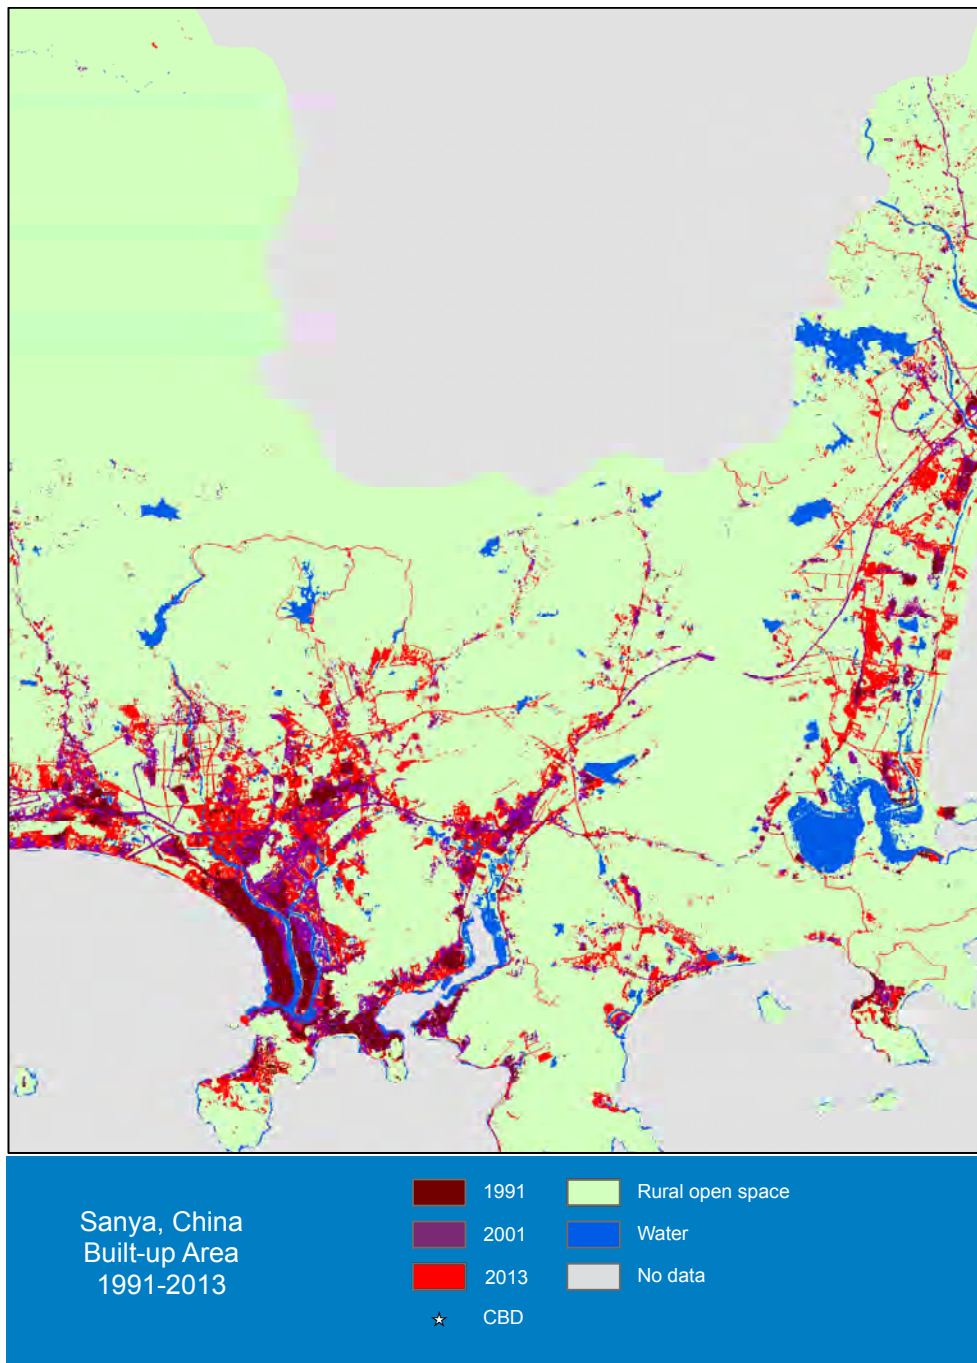 Sanya, China
Built-up Area
1991-2013
1991
2001
2013
CBD
Rural open space
Water
No data